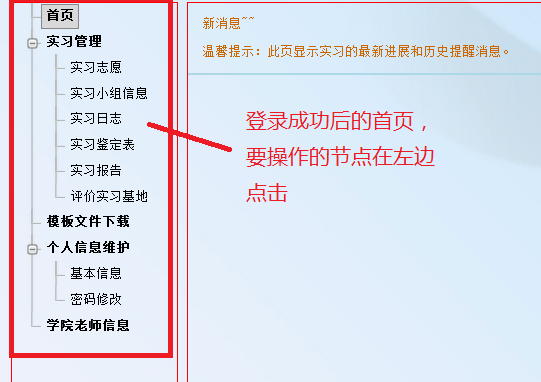 首页
实习管理
实习志愿
实习小组信息
实习日志
实习鉴定表
实习报告
评价实习基地
模板文件下载
个人信息维护
基本信息
密码修改
学院老师信息
新消息~~
温馨提示：此页显示实习的最新进展和历史提醒消息。
登录成功后的首页，
要操作的节点在左边
点击